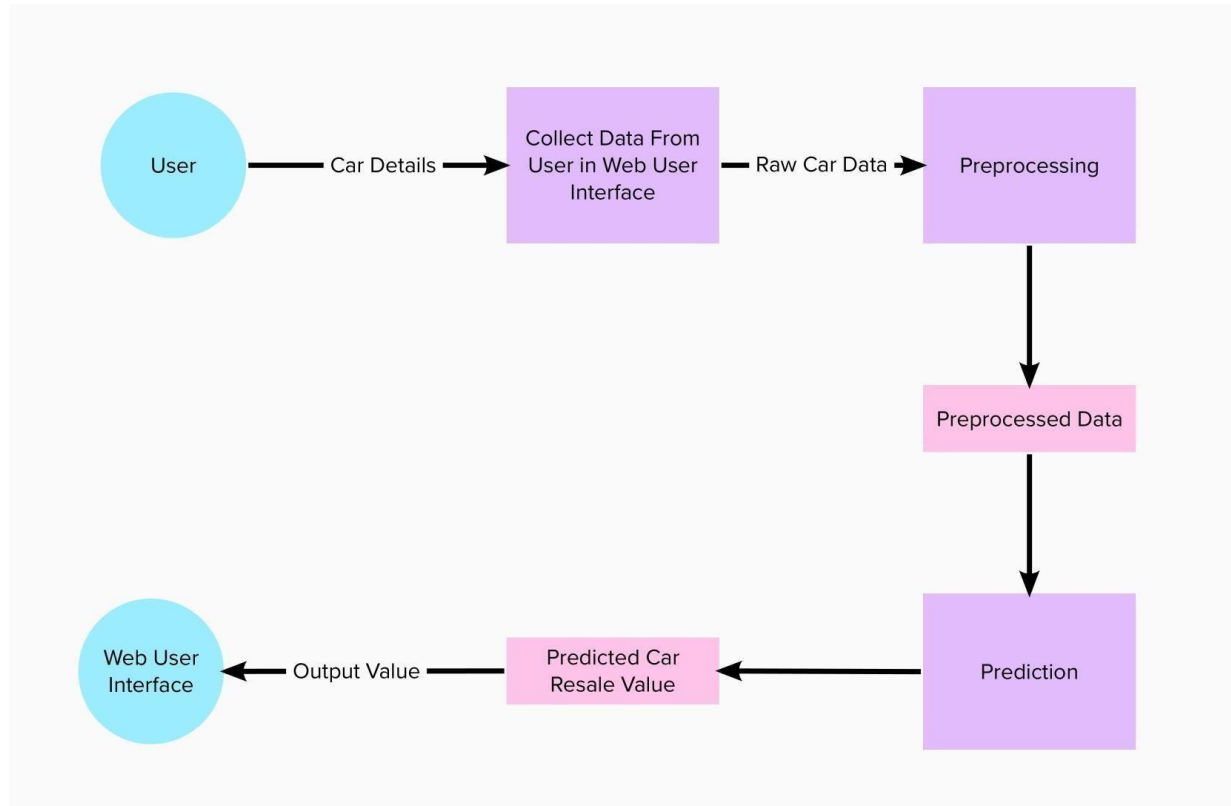 User
Car Details
Collect Data From
User in Web User
Interface
Raw Car Data
Preprocessing
Preprocessed Data
Web User
Interface
Output Value
Predicted Car
Resale Value
Prediction